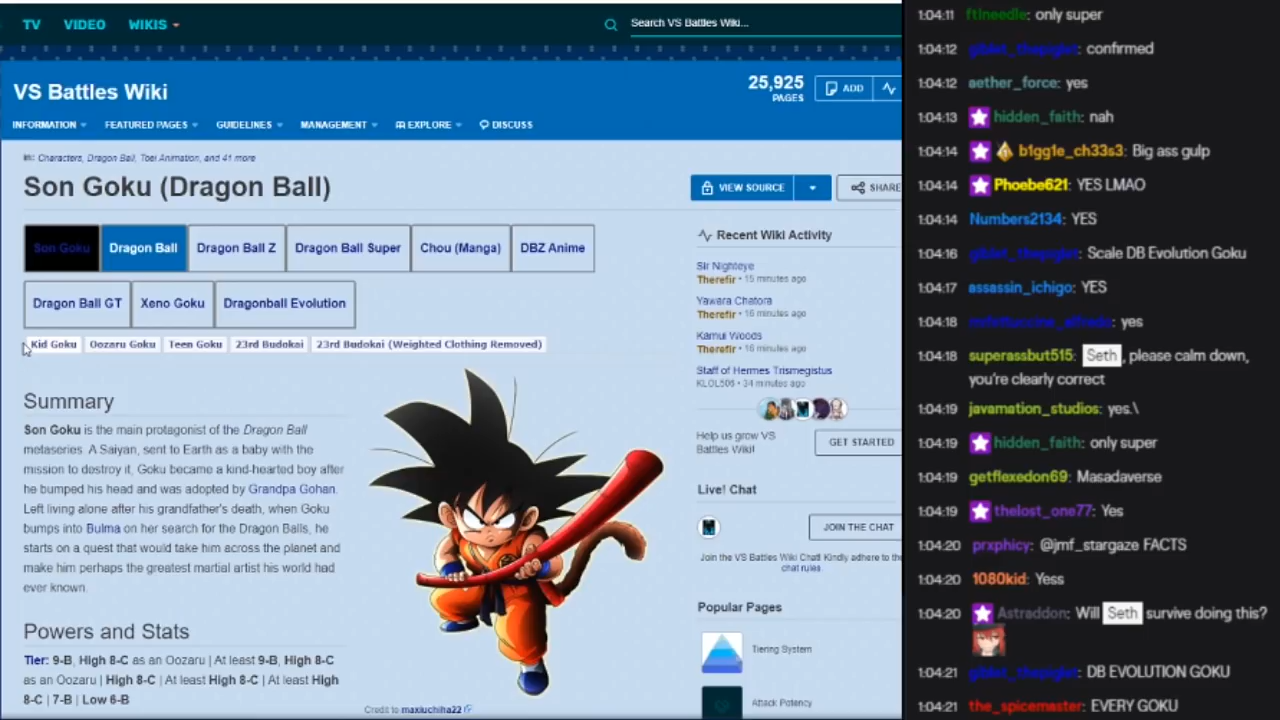 TV VIDEO WIKIS
Search VS Battles Wiki...
VS Battles Wiki
25,925
PAGES
ADD
INFORMATION FEATURED PAGES GUIDELINES MANAGEMENT EXPLORE DISCUSS
in: Characters, Dragon Ball, Toei Animation, and 41 more
Son Goku (Dragon Ball)
VIEW SOURCE
SHARE
Son Goku Dragon Ball Dragon Ball Z Dragon Ball Super Chou (Manga) DBZ Anime
Dragon Ball GT Xeno Goku Dragonball Evolution
Kid Goku Oozaru Goku Teen Goku 23rd Budokai 23rd Budokai (Weighted Clothing Removed)
Summary
Son Goku is the main protagonist of the Dragon Ball
metaseries. A Saiyan, sent to Earth as a baby with the
mission to destroy it, Goku became a kind-hearted boy after
he bumped his head and was adopted by Grandpa Gohan.
Left living alone after his grandfather's death, when Goku
bumps into Bulma on her search for the Dragon Balls, he
starts on a quest that would take him across the planet and
make him perhaps the greatest martial artist his world had
ever known.
Powers and Stats
Tier: 9-B, High 8-C as an Oozaru | At least 9-B, High 8-C
as an Oozaru | High 8-C | At least High 8-C | At least High
8-C | 7-B | Low 6-B
Credit to maxiuchiha22
Recent Wiki Activity
Sir Nighteye
Therefir • 15 minutes ago
Yawara Chatora
Therefir • 16 minutes ago
Kamui Woods
Therefir • 16 minutes ago
Staff of Hermes Trismegistus
KLOL506 • 34 minutes ago
Help us grow VS
Battles Wiki!
GET STARTED
Live! Chat
JOIN THE CHAT
Join the VS Battles Wiki Chat! Kindly adhere to the
chat rules.
Popular Pages
Tiering System
Attack Potency
1:04:11 ftlneedle: only super
1:04:12 confirmed
1:04:12 aether_force: yes
1:04:13 hidden_faith: nah
1:04:14 b1gg1e_ch33s3: Big ass gulp
1:04:14 Phoebe621: YES LMAO
1:04:14 Numbers2134: YES
1:04:16 Scale DB Evolution Goku
1:04:17 assassin_ichigo: YES
1:04:18 yes
1:04:18 superassbut515: Seth, please calm down,
you're clearly correct
1:04:19 javamation_studios: yes.\
1:04:19 hidden_faith: only super
1:04:19 getflexedon69: Masadaverse
1:04:19 thelost_one77: Yes
1:04:20 prxphicy: @jmf_stargaze FACTS
1:04:20 1080kid: Yess
1:04:20 Astraddon: Will Seth survive doing this?
1:04:21 DB EVOLUTION GOKU
1:04:21 the_spicemaster: EVERY GOKU